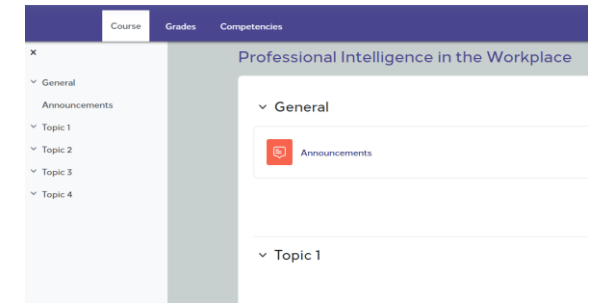 Course Grades Competencies
Professional Intelligence in the Workplace
General
Announcements
Topic 1
Topic 2
Topic 3
Topic 4
General
Announcements
Topic 1